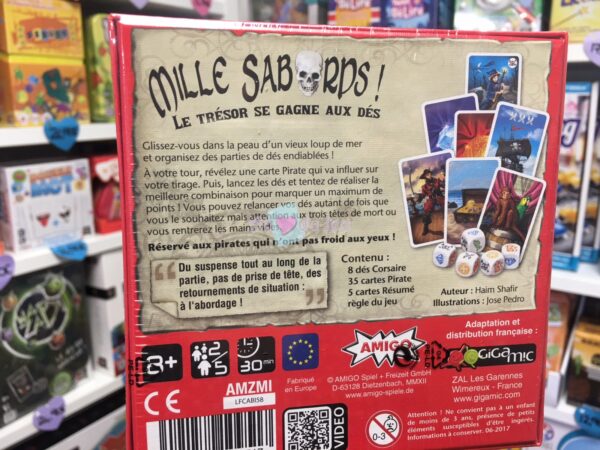 MILLE SABORDS !
LE TRÉSOR SE GAGNE AUX DÉS
Glissez-vous dans la peau d'un vieux loup de mer
et organisez des parties de dés endiablées !
À votre tour, révélez une carte Pirate qui va influer sur
votre tirage. Puis, lancez les dés et tentez de réaliser la
meilleure combinaison pour marquer un maximum de
points ! Vous pouvez relancer vos dés autant de fois que
vous le souhaitez mais attention aux trois têtes de mort ou
vous rentrerez les mains vides.
Réservé aux pirates qui n'ont pas froid aux yeux !
Du suspense tout au long de la
partie, pas de prise de tête, des
retournements de situation :
à l'abordage !
Contenu :
8 dés Corsaire
35 cartes Pirate
5 cartes Résumé
règle du jeu
Auteur : Haim Shafir
Illustrations : Jose Pedro
8+
2/5
30 min
Fabriqué
en Europe
AMIGO
Adaptation et
distribution française :
GIGAMIC
ZAL Les Garennes
Wimereux - France
www.gigamic.com
AMZMI
LFCABI58
CE
© AMIGO Spiel + Freizeit GmbH
D-63128 Dietzenbach, MMXII
www.amigo-spiele.de
VIDEO
0-3
Attention ! Ne convient pas à un enfant
de moins de 3 ans, présence de petits
éléments susceptibles d'être ingérés.
Informations à conserver. 06-2017